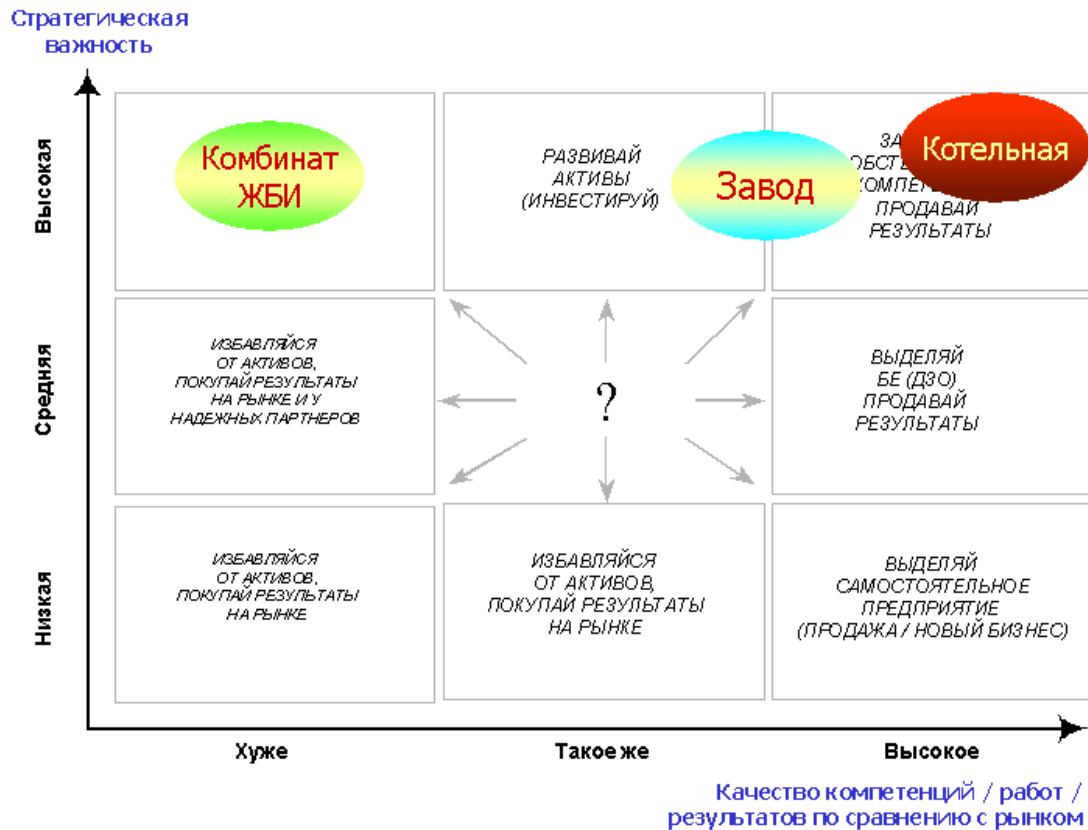 Стратегическая
важность
Высокая
Комбинат
ЖБИ
РАЗВИВАЙ
АКТИВЫ
(ИНВЕСТИРУЙ)
Завод
Котельная
ПРОДАВАЙ
РЕЗУЛЬТАТЫ
Средняя
ИЗБАВЛЯЙСЯ
ОТ АКТИВОВ,
ПОКУПАЙ РЕЗУЛЬТАТЫ
НА РЫНКЕ И У
НАДЕЖНЫХ ПАРТНЕРОВ
?
ВЫДЕЛЯЙ
БЕ (ДЗО)
ПРОДАВАЙ
РЕЗУЛЬТАТЫ
Низкая
ИЗБАВЛЯЙСЯ
ОТ АКТИВОВ,
ПОКУПАЙ РЕЗУЛЬТАТЫ
НА РЫНКЕ
ИЗБАВЛЯЙСЯ
ОТ АКТИВОВ,
ПОКУПАЙ РЕЗУЛЬТАТЫ
НА РЫНКЕ
ВЫДЕЛЯЙ
САМОСТОЯТЕЛЬНОЕ
ПРЕДПРИЯТИЕ
(ПРОДАЖА / НОВЫЙ БИЗНЕС)
Хуже
Такое же
Высокое
Качество компетенций / работ /
результатов по сравнению с рынком